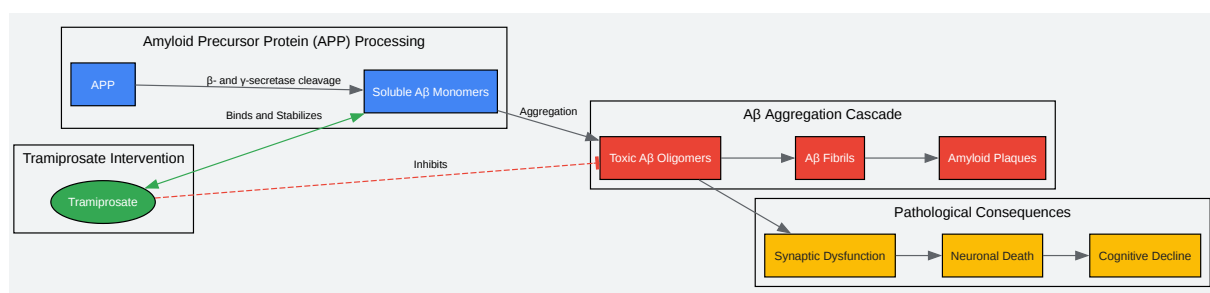 Amyloid Precursor Protein (APP) Processing
APP
β- and γ-secretase cleavage
Soluble Aβ Monomers
Binds and Stabilizes
Aggregation
Aβ Aggregation Cascade
Toxic Aβ Oligomers
Aβ Fibrils
Amyloid Plaques
Tramiprosate Intervention
Tramiprosate
Inhibits
Pathological Consequences
Synaptic Dysfunction
Neuronal Death
Cognitive Decline